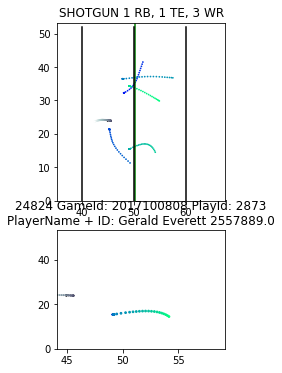 SHOTGUN 1 RB, 1 TE, 3 WR
50
40
30
20
10
0
40 50 60
24824 GameId: 2017100808 PlayId: 2873
PlayerName + ID: Gerald Everett 2557889.0
40
20
0
45 50 55